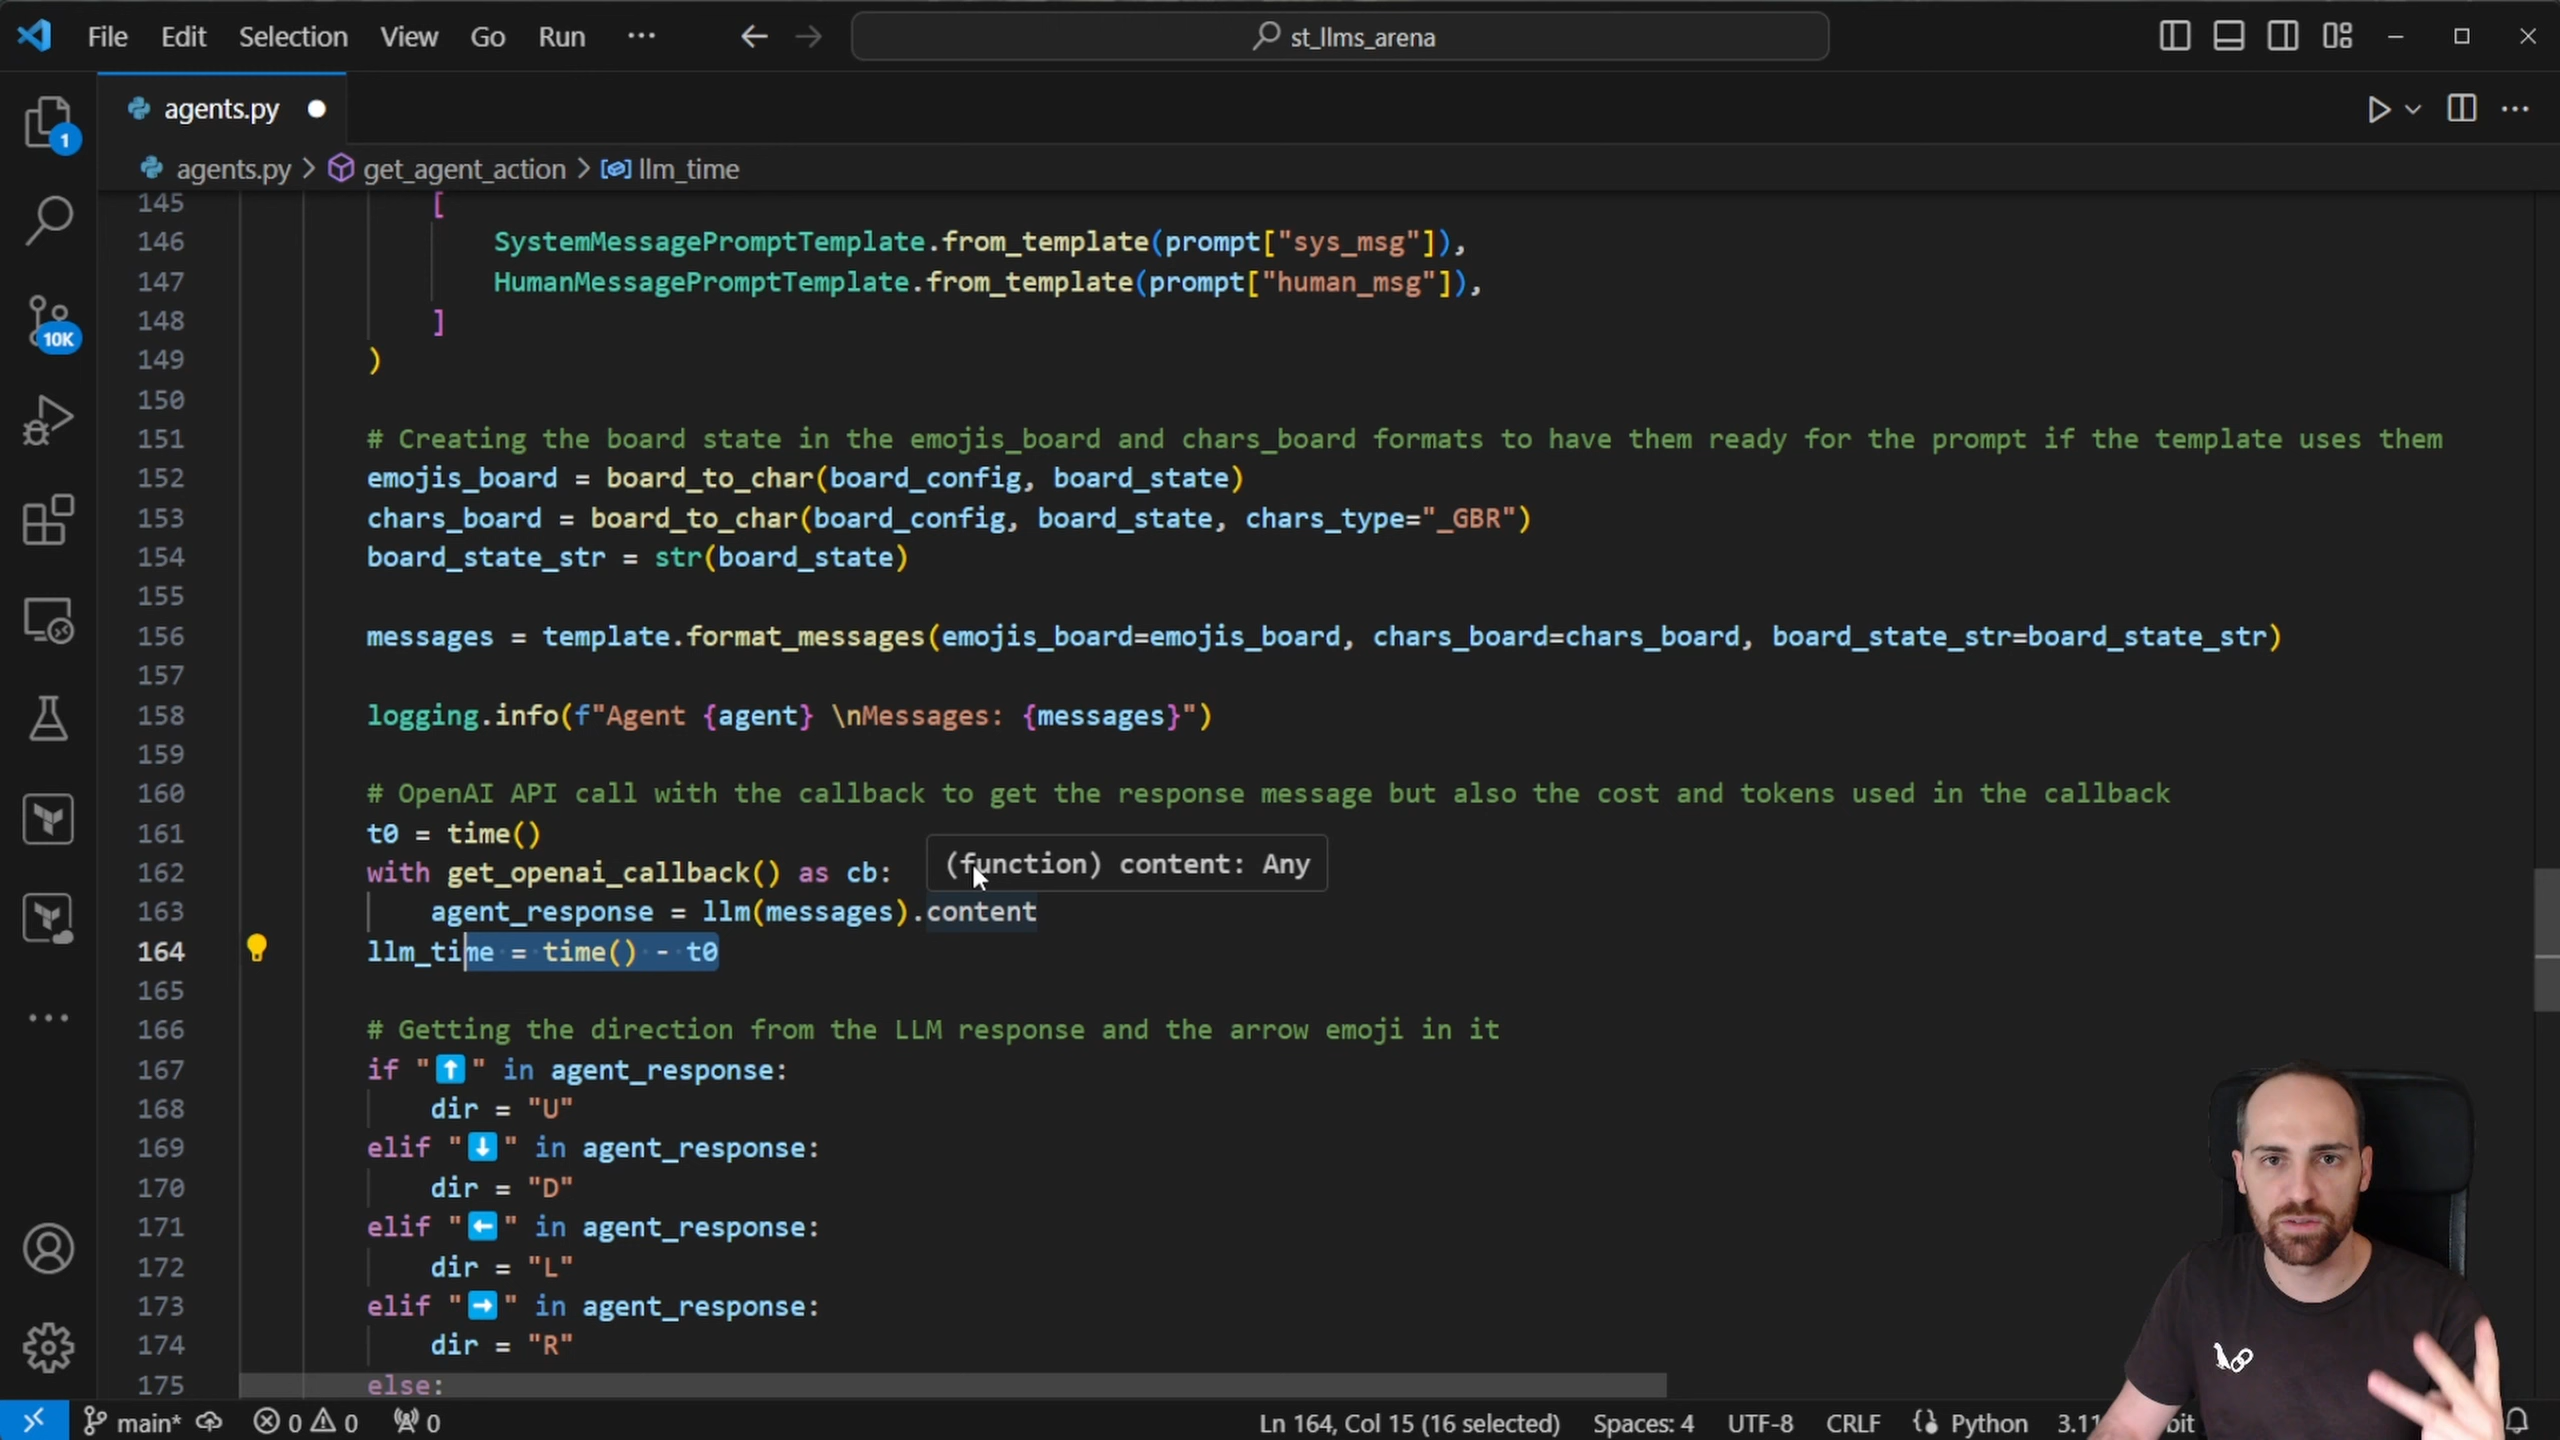 File Edit Selection View Go Run ··· st_llms_arena
1
10K
agents.py
agents.py > get_agent_action > llm_time
145 [
146 SystemMessagePromptTemplate.from_template(prompt["sys_msg"]),
147 HumanMessagePromptTemplate.from_template(prompt["human_msg"]),
148 ]
149 )
150
151 # Creating the board state in the emojis_board and chars_board formats to have them ready for the prompt if the template uses them
152 emojis_board = board_to_char(board_config, board_state)
153 chars_board = board_to_char(board_config, board_state, chars_type="_GBR")
154 board_state_str = str(board_state)
155
156 messages = template.format_messages(emojis_board=emojis_board, chars_board=chars_board, board_state_str=board_state_str)
157
158 logging.info(f"Agent {agent} \nMessages: {messages}")
159
160 # OpenAI API call with the callback to get the response message but also the cost and tokens used in the callback
161 t0 = time()
(function) content: Any
162 with get_openai_callback() as cb:
163 agent_response = llm(messages).content
164 llm_time = time() - t0
165
166 # Getting the direction from the LLM response and the arrow emoji in it
167 if "⬆️" in agent_response:
168 dir = "U"
169 elif "⬇️" in agent_response:
170 dir = "D"
171 elif "⬅️" in agent_response:
172 dir = "L"
173 elif "➡️" in agent_response:
174 dir = "R"
175 else:
main* 0 0 0 Ln 164, Col 15 (16 selected) Spaces: 4 UTF-8 CRLF Python